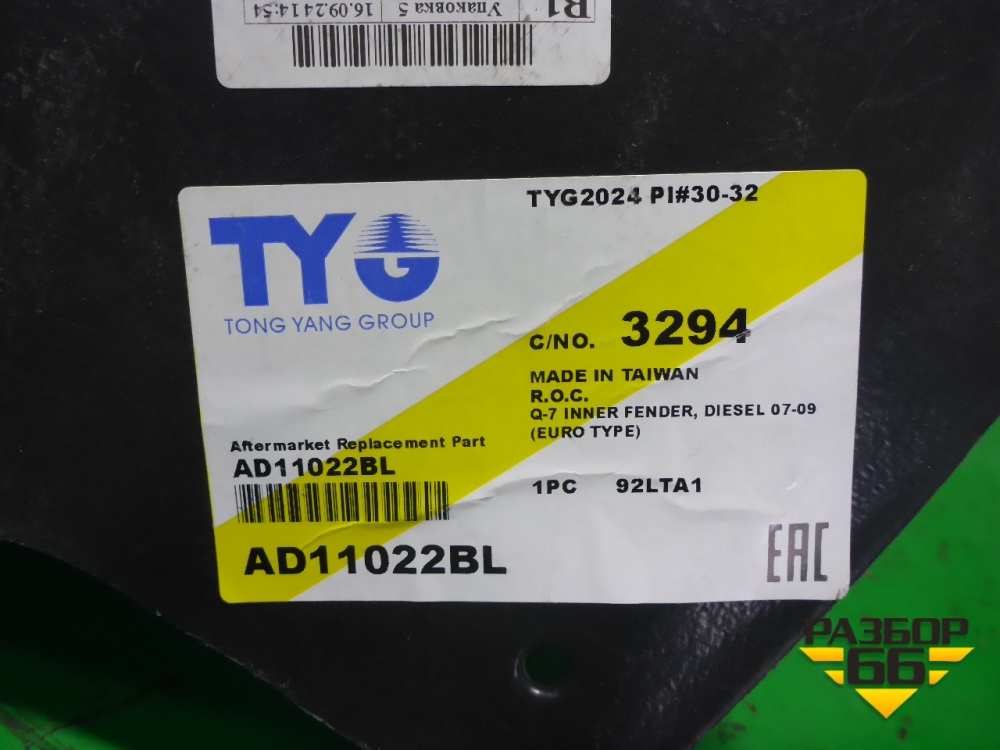 B1
Упаковка 5
16.09.24 14:54
TYG
TONG YANG GROUP
TYG2024 PI#30-32
C/NO. 3294
MADE IN TAIWAN
R.O.C.
Q-7 INNER FENDER, DIESEL 07-09
(EURO TYPE)
Aftermarket Replacement Part
AD11022BL
1PC 92LTA1
AD11022BL
EAC
РАЗБОР
66